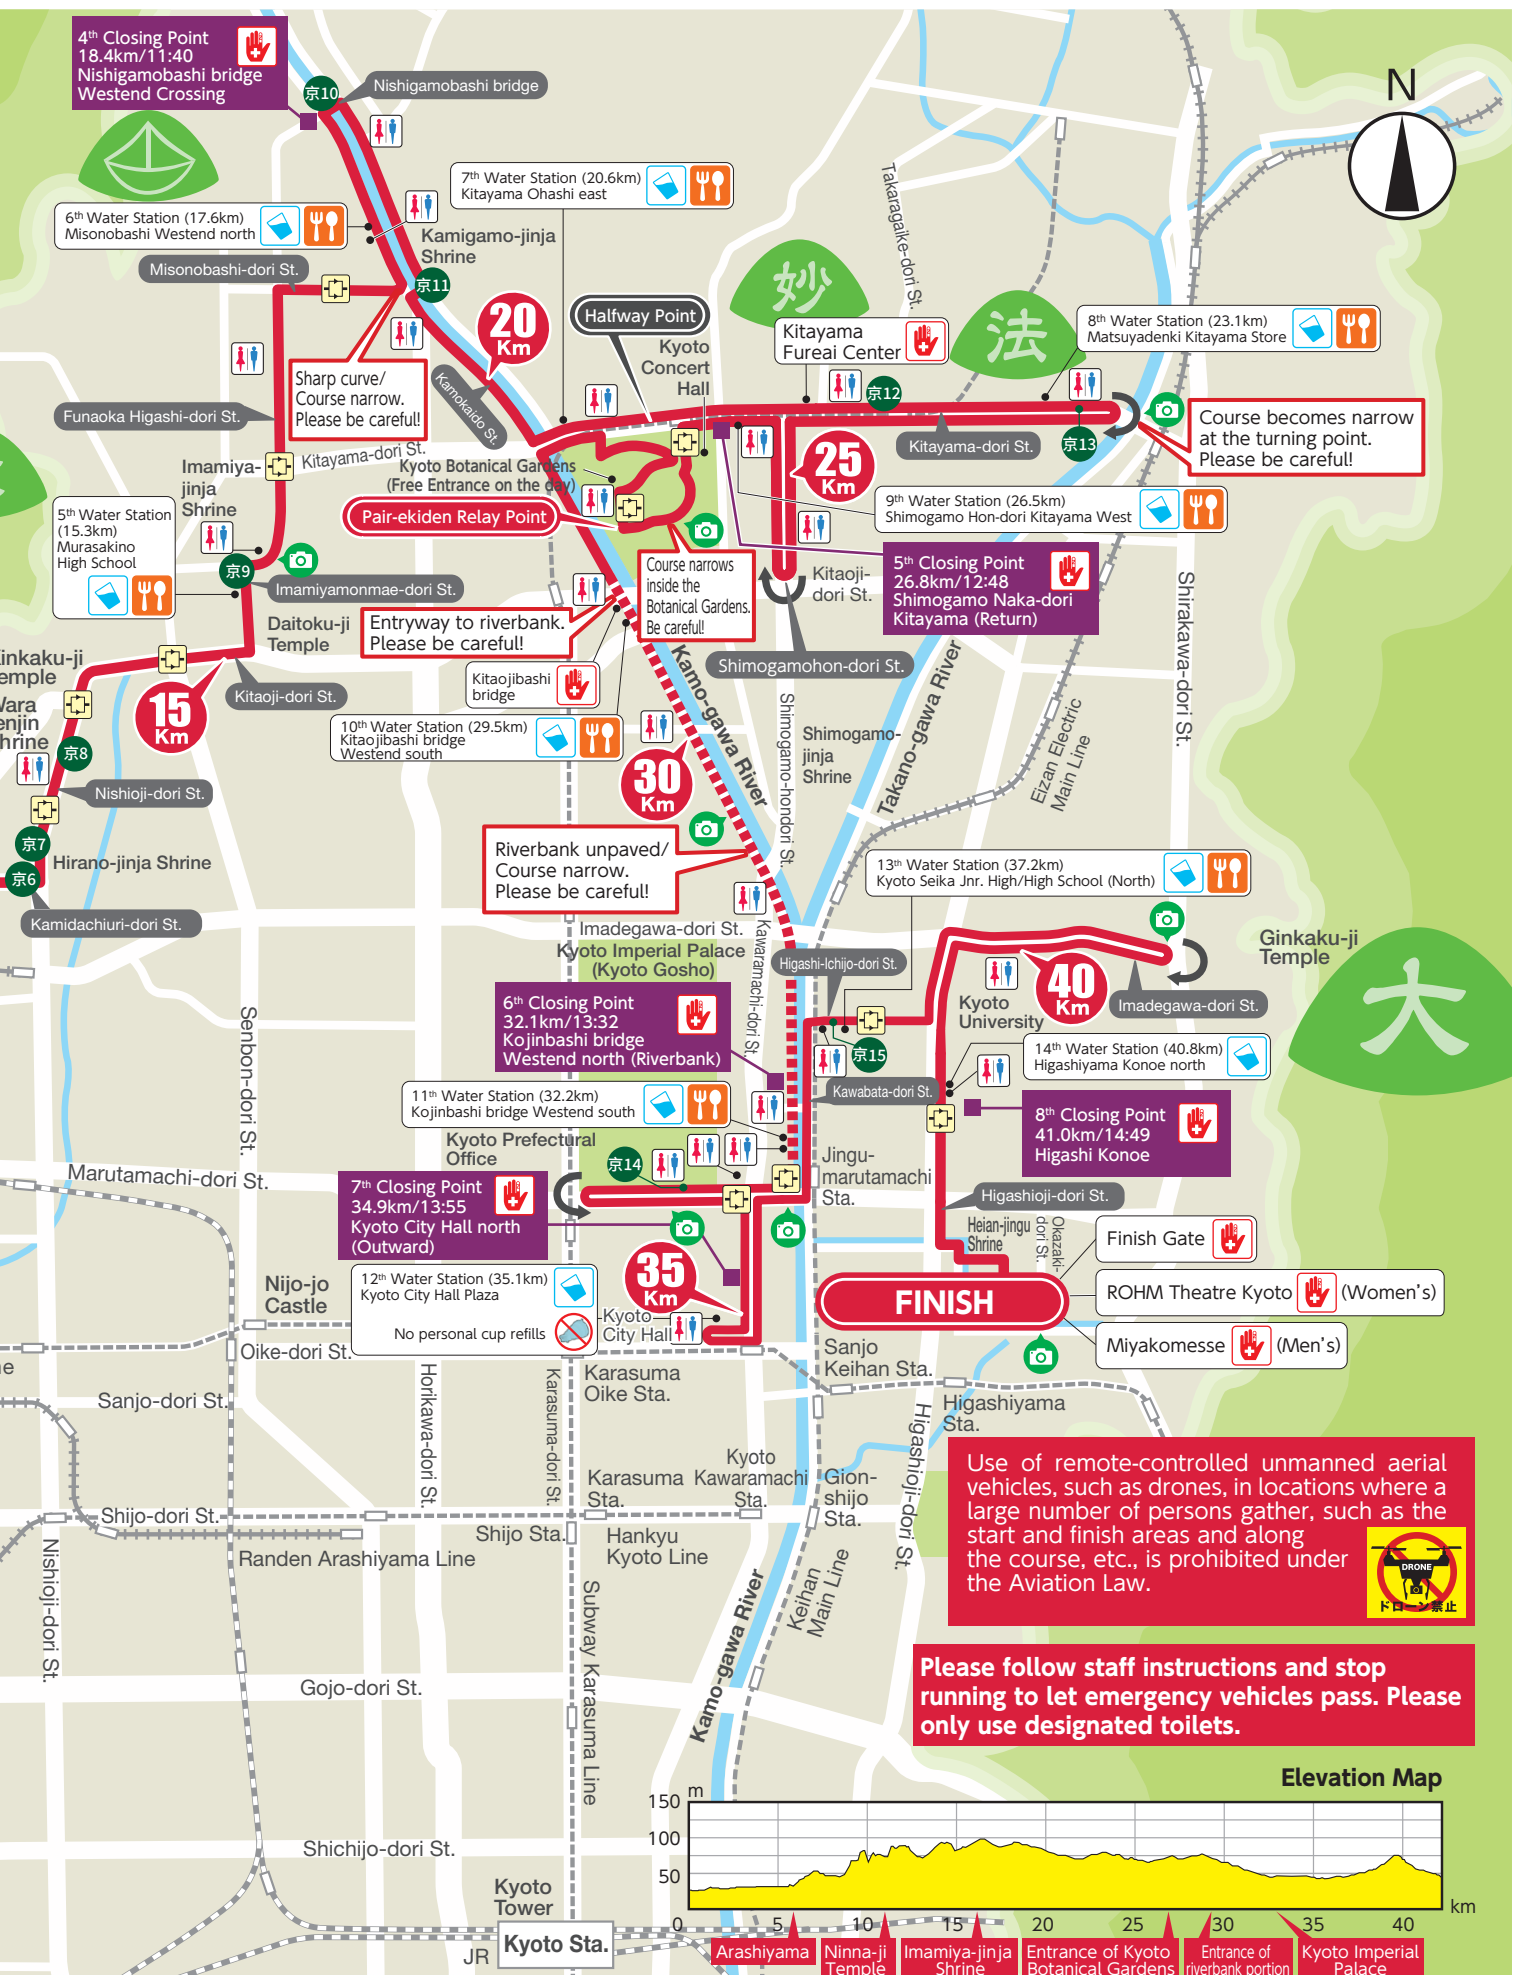 4th Closing Point
18.4km/11:40
Nishigamobashi bridge
Westend Crossing
京10
Nishigamobashi bridge
N
7th Water Station (20.6km)
Kitayama Ohashi east
6th Water Station (17.6km)
Misonobashi Westend north
Kamigamo-jinja
Shrine
Misonobashi-dori St.
京11
Takaragaike-dori St.
妙
法
20
Km
Halfway Point
Kyoto
Concert
Hall
Kitayama
Fureai Center
8th Water Station (23.1km)
Matsuyadenki Kitayama Store
京12
Sharp curve/
Course narrow.
Please be careful!
Kamokaido St.
Funaoka Higashi-dori St.
Kitayama-dori St.
京13
Course becomes narrow
at the turning point.
Please be careful!
Kitayama-dori St.
Imamiya-
jinja
Shrine
Kyoto Botanical Gardens
(Free Entrance on the day)
25
Km
Pair-ekiden Relay Point
9th Water Station (26.5km)
Shimogamo Hon-dori Kitayama West
5th Water Station
(15.3km)
Murasakino
High School
京9
Imamiyamonmae-dori St.
Course narrows
inside the
Botanical Gardens.
Be careful!
Kitaoji-
dori St.
5th Closing Point
26.8km/12:48
Shimogamo Naka-dori
Kitayama (Return)
Shirakawa-dori St.
Daitoku-ji
Temple
Entryway to riverbank.
Please be careful!
Kitaojibashi
bridge
Shimogamohon-dori St.
inkaku-ji
emple
Kitaoji-dori St.
15
Km
Kamo-gawa River
Takano-gawa River
ara
enjin
hrine
10th Water Station (29.5km)
Kitaojibashi bridge
Westend south
Shimogamo-hondori St.
Shimogamo-
jinja
Shrine
Eizan Electric
Main Line
京8
30
Km
Nishioji-dori St.
京7
京6
Hirano-jinja Shrine
Riverbank unpaved/
Course narrow.
Please be careful!
13th Water Station (37.2km)
Kyoto Seika Jnr. High/High School (North)
Kamidachiuri-dori St.
Imadegawa-dori St.
Kyoto Imperial Palace
(Kyoto Gosho)
Kawaramachi-dori St.
Higashi-Ichijo-dori St.
Ginkaku-ji
Temple
大
40
Km
Imadegawa-dori St.
Kyoto
University
6th Closing Point
32.1km/13:32
Kojinbashi bridge
Westend north (Riverbank)
Senbon-dori St.
京15
14th Water Station (40.8km)
Higashiyama Konoe north
11th Water Station (32.2km)
Kojinbashi bridge Westend south
Kawabata-dori St.
8th Closing Point
41.0km/14:49
Higashi Konoe
Kyoto Prefectural
Office
京14
Marutamachi-dori St.
Jingu-
marutamachi
Sta.
7th Closing Point
34.9km/13:55
Kyoto City Hall north
(Outward)
Higashioji-dori St.
Heian-jingu
Shrine
Okazaki-
dori St.
Finish Gate
35
Km
12th Water Station (35.1km)
Kyoto City Hall Plaza
No personal cup refills
Nijo-jo
Castle
FINISH
ROHM Theatre Kyoto
(Women's)
Miyakomesse
(Men's)
Kyoto
City Hall
Oike-dori St.
e
Karasuma
Oike Sta.
Sanjo
Keihan Sta.
Higashiyama
Sta.
Sanjo-dori St.
Horikawa-dori St.
Karasuma-dori St.
Higashioji-dori St.
Karasuma
Sta.
Kyoto
Kawaramachi
Sta.
Gion-
shijo
Sta.
Use of remote-controlled unmanned aerial
vehicles, such as drones, in locations where a
large number of persons gather, such as the
start and finish areas and along
the course, etc., is prohibited under
the Aviation Law.
DRONE
ドローン禁止
Shijo-dori St.
Randen Arashiyama Line
Shijo Sta.
Hankyu
Kyoto Line
Nishioji-dori St.
Subway Karasuma Line
Kamo-gawa River
Keihan
Main Line
Please follow staff instructions and stop
running to let emergency vehicles pass. Please
only use designated toilets.
Gojo-dori St.
Shichijo-dori St.
Elevation Map
m
150
100
50
km
0 5 10 15 20 25 30 35 40
Arashiyama
Ninna-ji
Temple
Imamiya-jinja
Shrine
Entrance of Kyoto
Botanical Gardens
Entrance of
riverbank portion
Kyoto Imperial
Palace
Kyoto
Tower
Kyoto Sta.
JR